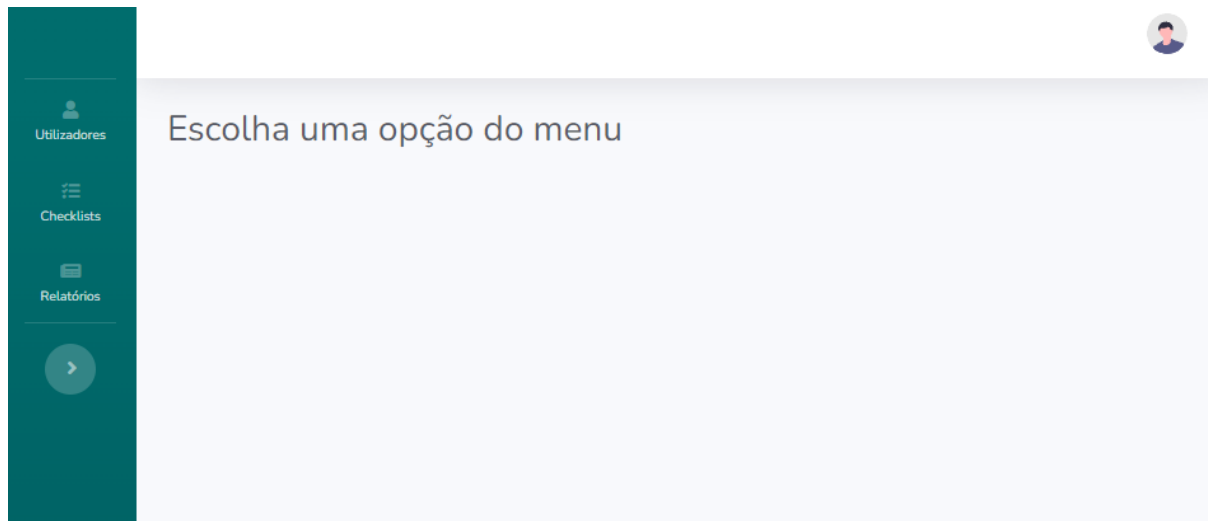 Utilizadores
Checklists
Relatórios
Escolha uma opção do menu